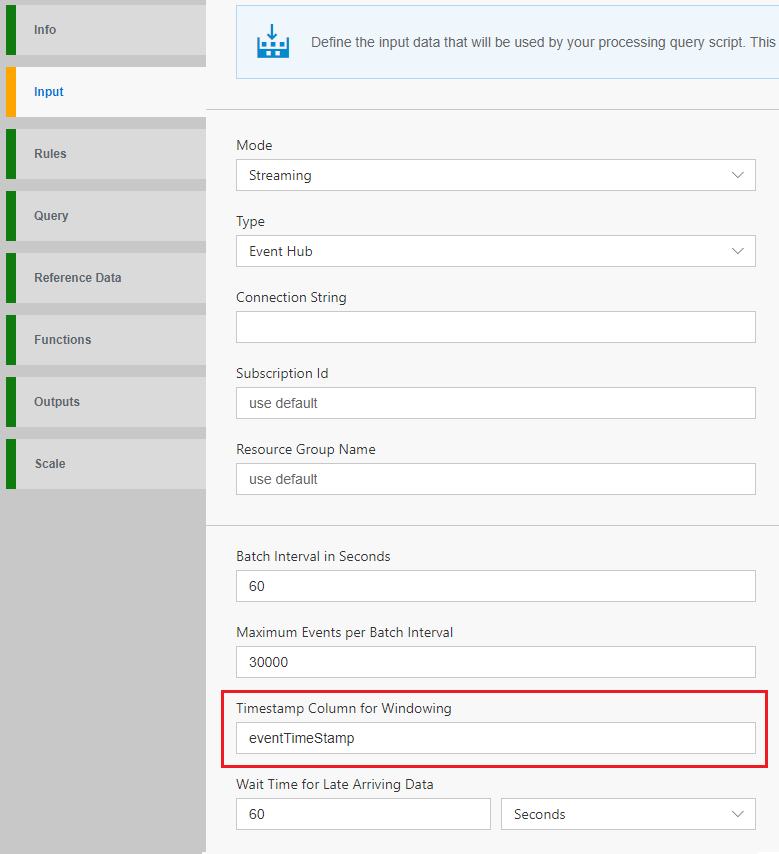 Info
Input
Rules
Query
Reference Data
Functions
Outputs
Scale
Define the input data that will be used by your processing query script. This
Mode
Streaming
Type
Event Hub
Connection String
Subscription Id
use default
Resource Group Name
use default
Batch Interval in Seconds
60
Maximum Events per Batch Interval
30000
Timestamp Column for Windowing
eventTimeStamp
Wait Time for Late Arriving Data
60 Seconds